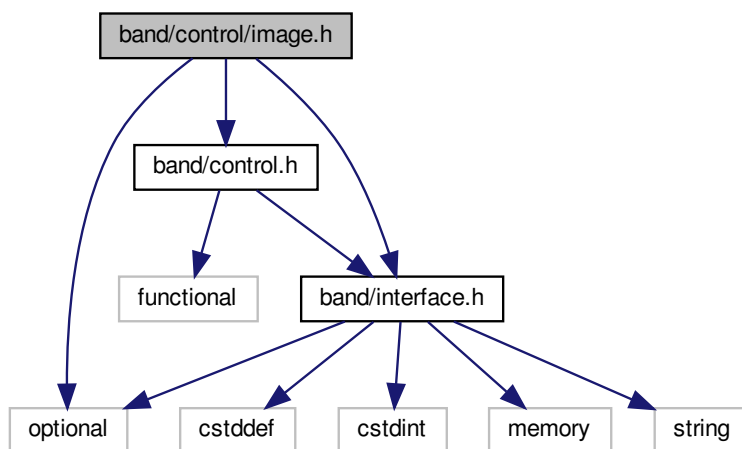 band/control/image.h
band/control.h
functional
band/interface.h
optional
cstddef
cstdint
memory
string